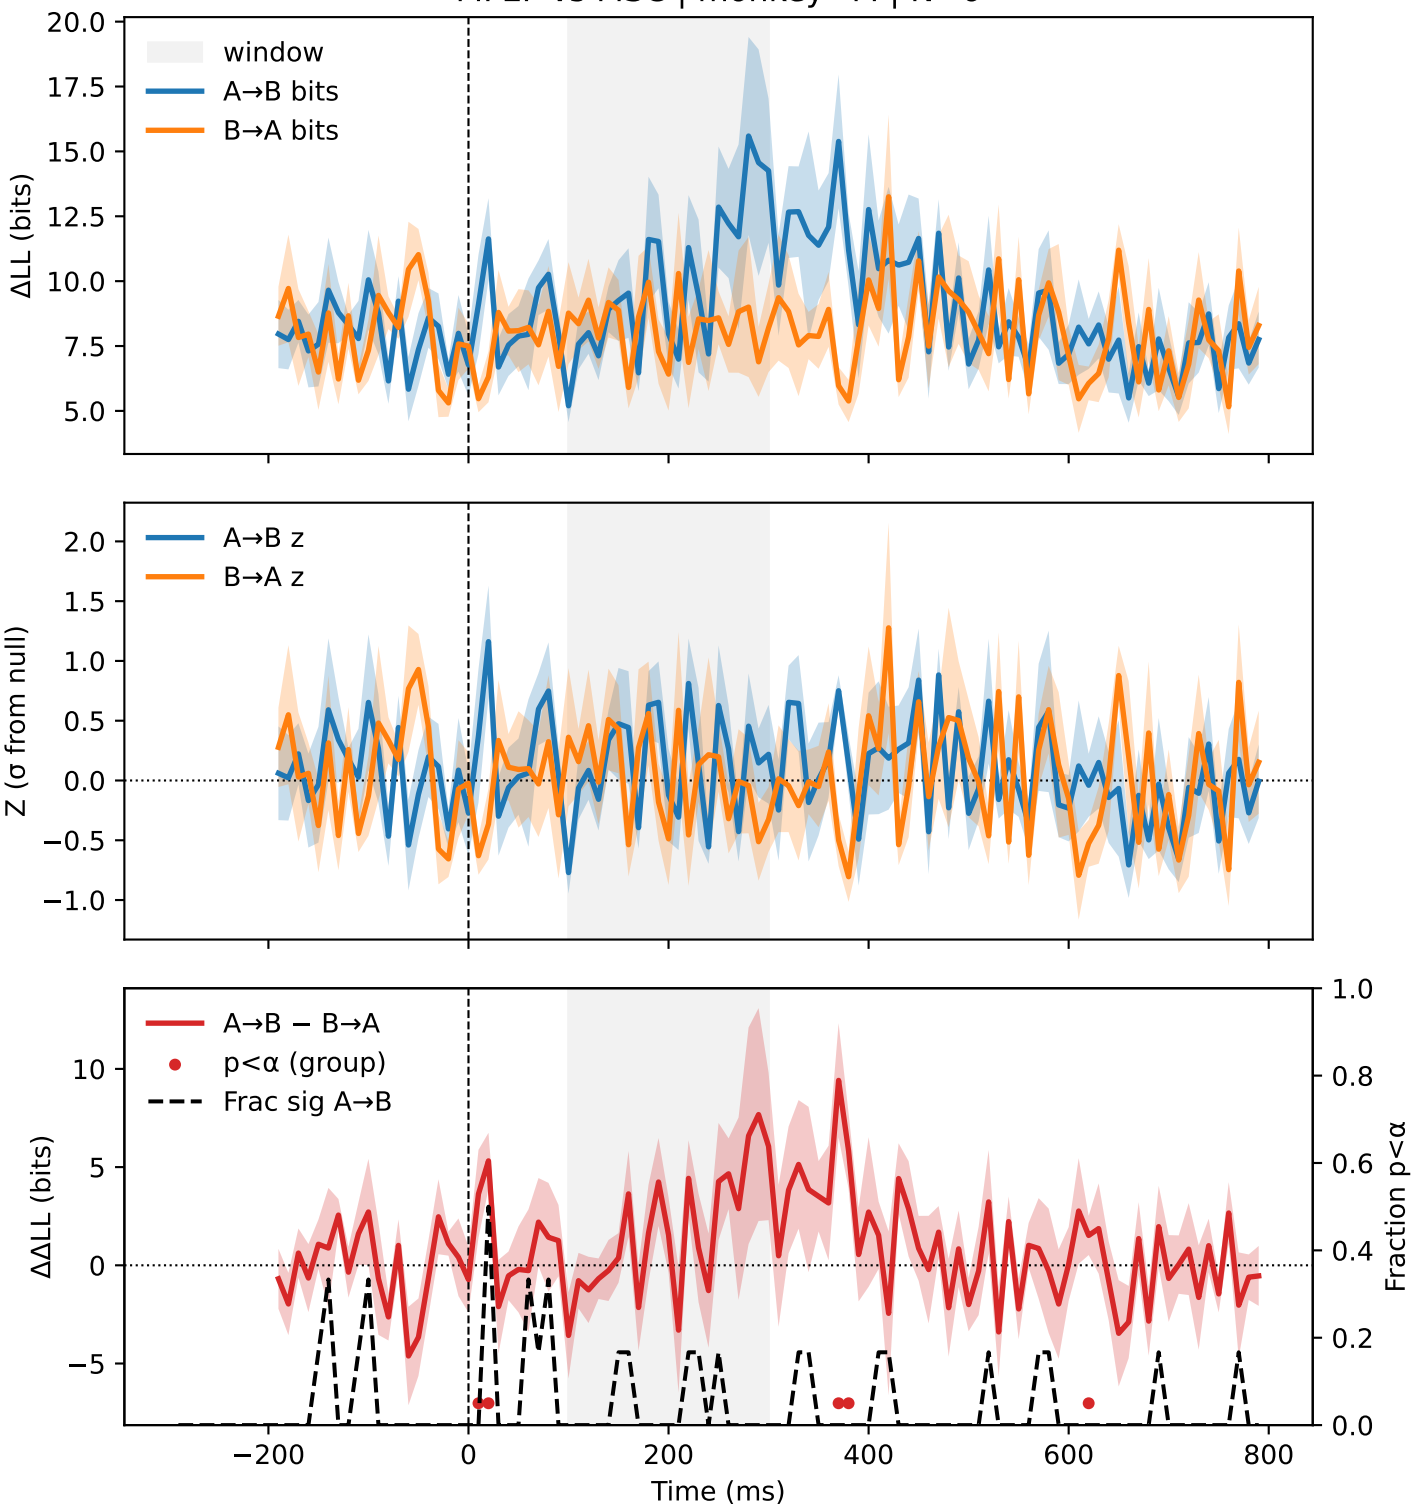 20.0
17.5
15.0
12.5
10.0
7.5
5.0
ΔLL (bits)
window
A→B bits
B→A bits
2.0
1.5
1.0
0.5
0.0
−0.5
−1.0
Z (σ from null)
A→B z
B→A z
10
5
0
−5
ΔΔLL (bits)
A→B − B→A
p<α (group)
Frac sig A→B
1.0
0.8
0.6
0.4
0.2
0.0
Fraction p<α
−200
0
200
400
600
800
Time (ms)